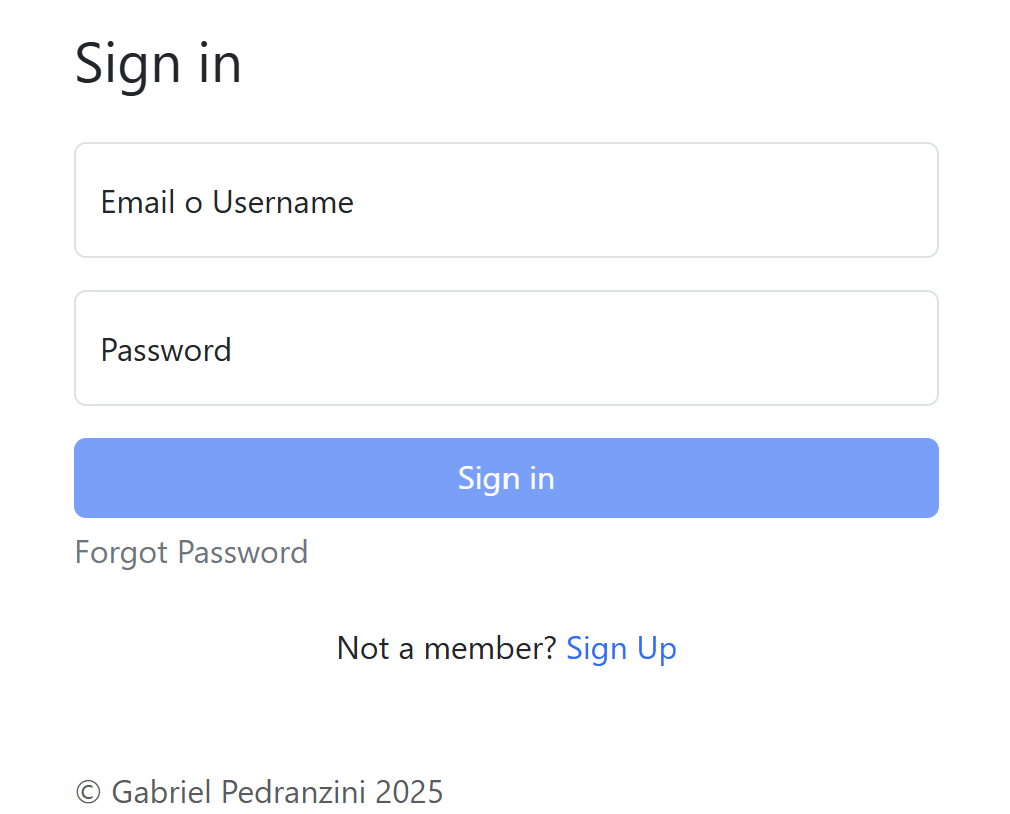 Sign in
Email o Username
Password
Sign in
Forgot Password
Not a member? Sign Up
© Gabriel Pedranzini 2025